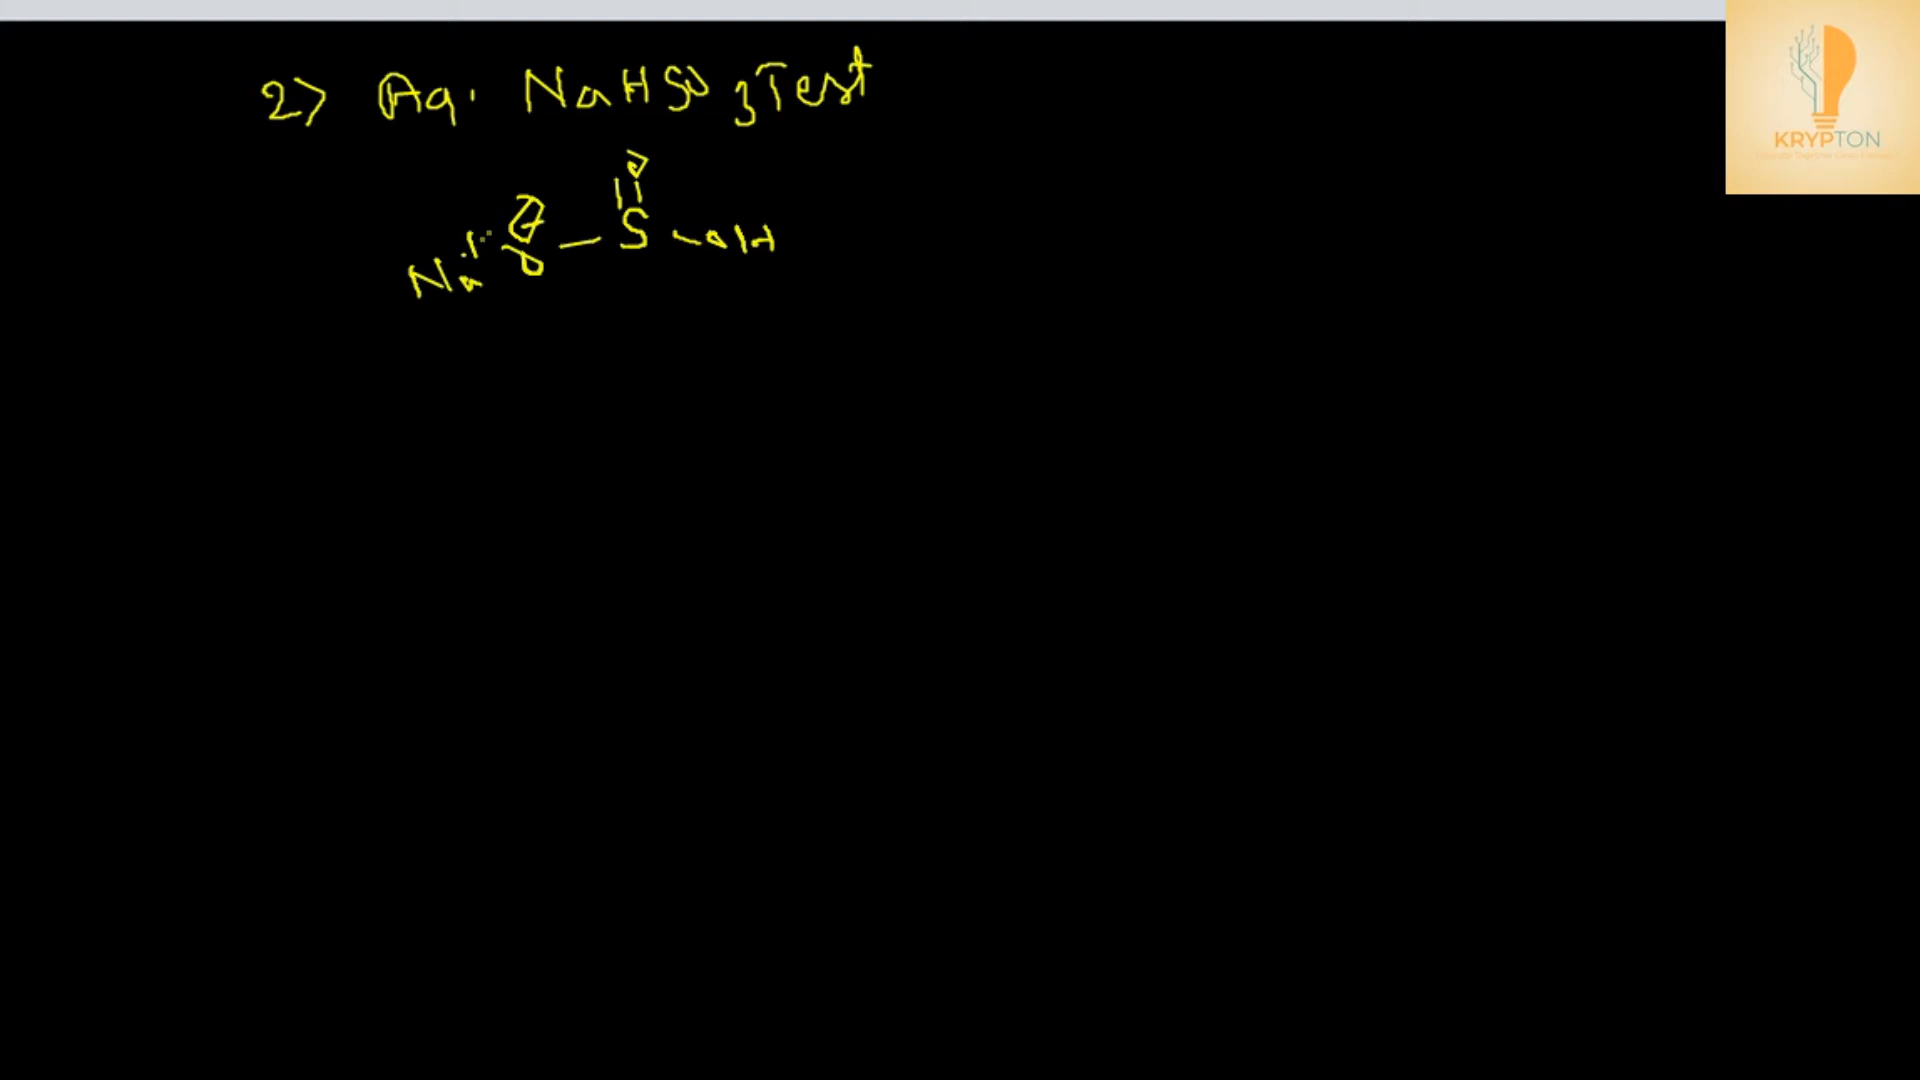 2) Aq. NaHSO3 Test
O
Na+ O⊖ - S - OH
KRYPTON